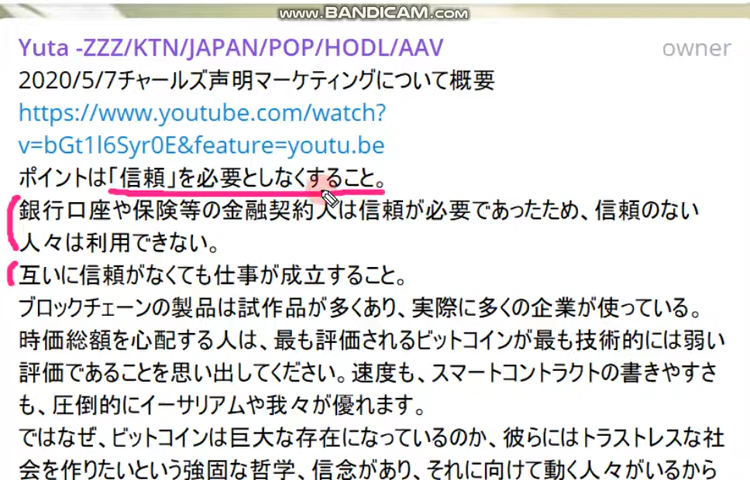 www.BANDICAM.com
Yuta -ZZZ/KTN/JAPAN/POP/HODL/AAV owner
2020/5/7チャールズ声明マーケティングについて概要
https://www.youtube.com/watch?
v=bGt1l6Syr0E&feature=youtu.be
ポイントは「信頼」を必要としなくすること。
銀行口座や保険等の金融契約人は信頼が必要であったため、信頼のない
人々は利用できない。
互いに信頼がなくても仕事が成立すること。
ブロックチェーンの製品は試作品が多くあり、実際に多くの企業が使っている。
時価総額を心配する人は、最も評価されるビットコインが最も技術的には弱い
評価であることを思い出してください。速度も、スマートコントラクトの書きやすさ
も、圧倒的にイーサリアムや我々が優れます。
ではなぜ、ビットコインは巨大な存在になっているのか、彼らにはトラストレスな社
会を作りたいという強固な哲学、信念があり、それに向けて動く人々がいるから